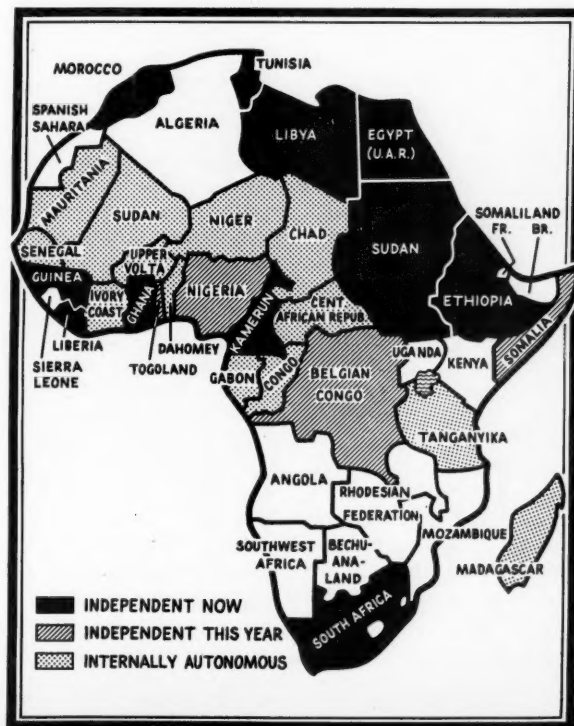 MOROCCO
TUNISIA
SPANISH
SAHARA
ALGERIA
LIBYA
EGYPT
(U.A.R.)
MAURITANIA
SUDAN
NIGER
CHAD
SUDAN
SOMALILAND
FR.
BR.
SENEGAL
UPPER
VOLTA
GUINEA
NIGERIA
ETHIOPIA
IVORY
COAST
GHANA
KAMERUN
CENT.
AFRICAN REPUB.
SOMALIA
LIBERIA
DAHOMEY
UGANDA
KENYA
SIERRA
LEONE
TOGOLAND
GABON
CONGO
BELGIAN
CONGO
TANGANYIKA
ANGOLA
RHODESIAN
FEDERATION
MOZAMBIQUE
SOUTHWEST
AFRICA
BECHU-
ANA-
LAND
MADAGASCAR
SOUTH AFRICA
INDEPENDENT NOW
INDEPENDENT THIS YEAR
INTERNALLY AUTONOMOUS